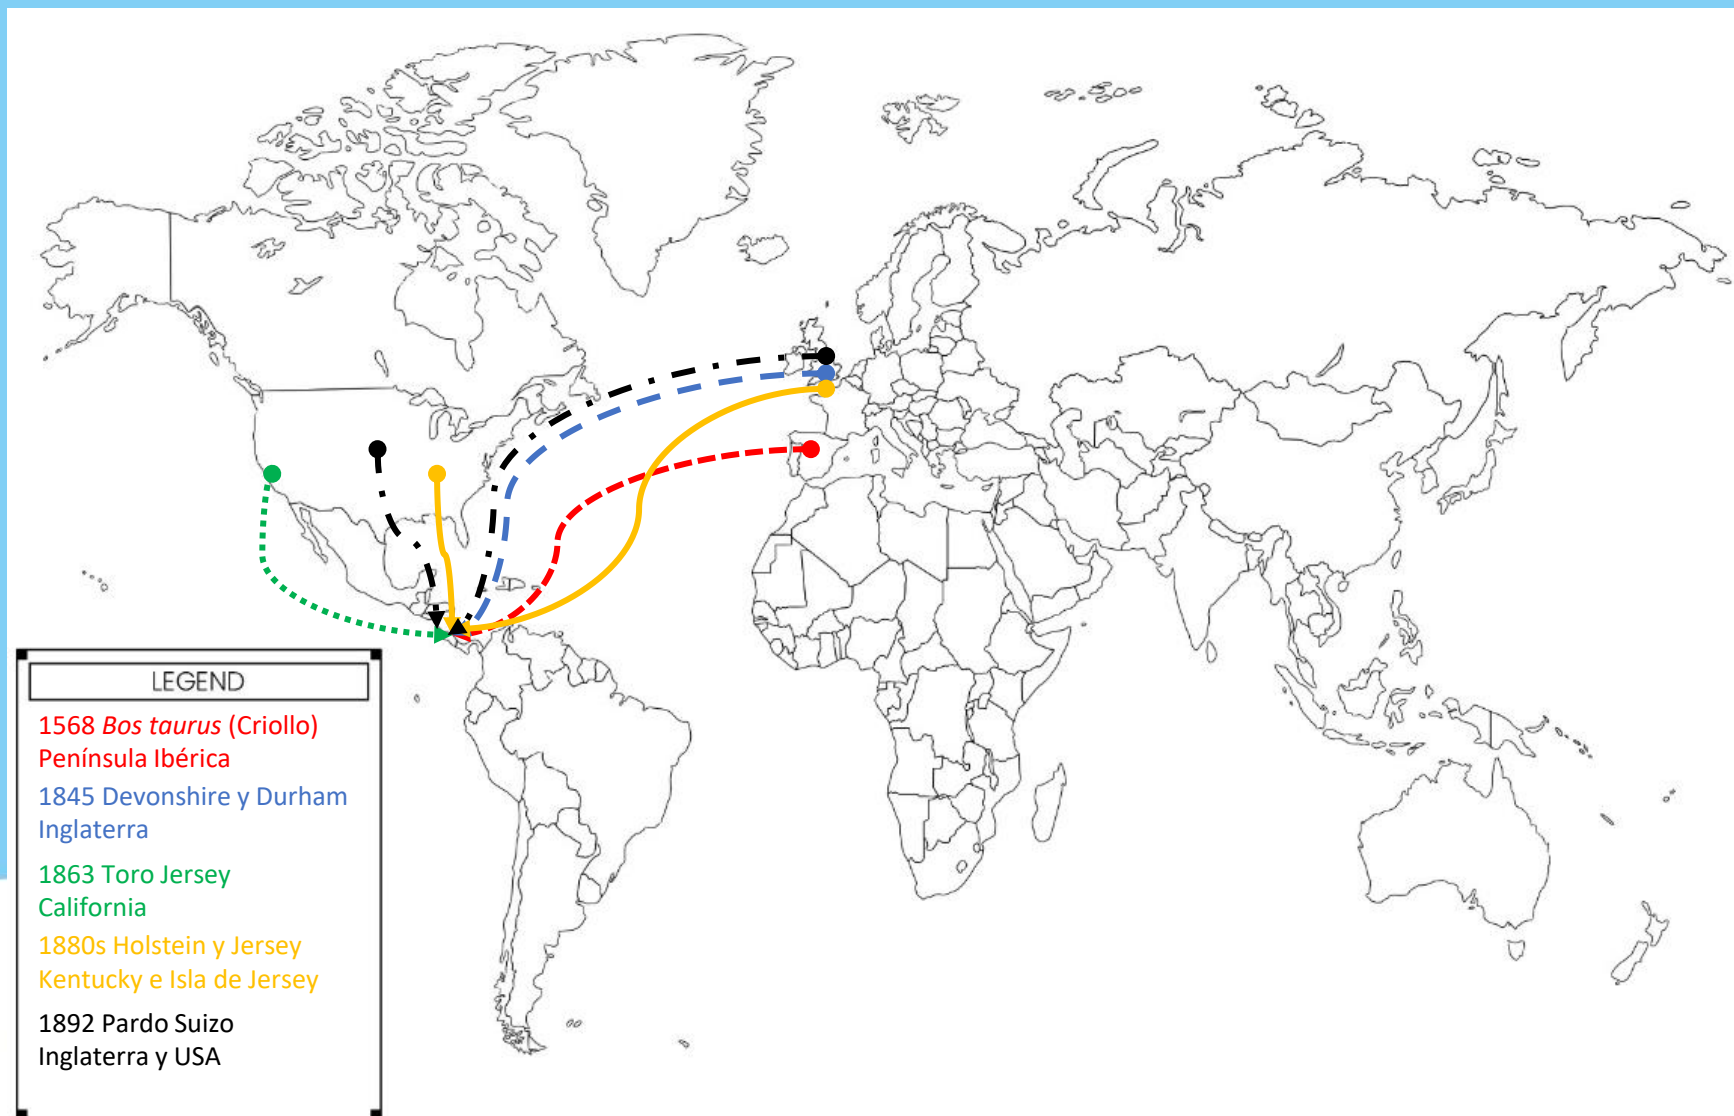 LEGEND
1568 Bos taurus (Criollo)
Península Ibérica
1845 Devonshire y Durham
Inglaterra
1863 Toro Jersey
California
1880s Holstein y Jersey
Kentucky e Isla de Jersey
1892 Pardo Suizo
Inglaterra y USA